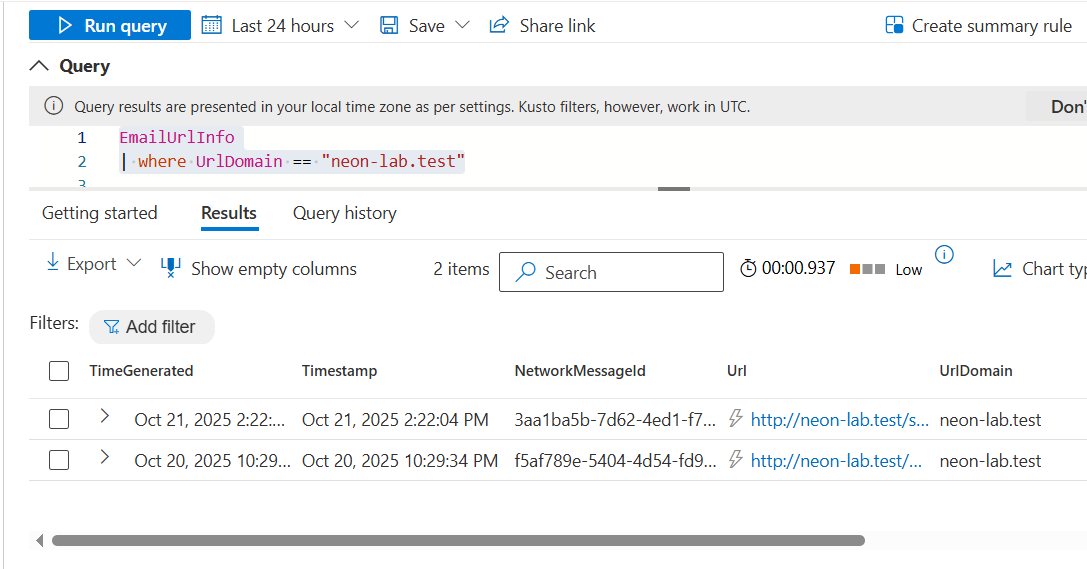 Run query Last 24 hours Save Share link Create summary rule
Query
Query results are presented in your local time zone as per settings. Kusto filters, however, work in UTC. Don'
1 EmailUrlInfo
2 | where UrlDomain == "neon-lab.test"
3
Getting started Results Query history
Export Show empty columns 2 items Search 00:00.937 Low Chart typ
Filters: Add filter
TimeGenerated Timestamp NetworkMessageId Url UrlDomain
Oct 21, 2025 2:22:... Oct 21, 2025 2:22:04 PM 3aa1ba5b-7d62-4ed1-f7... http://neon-lab.test/s... neon-lab.test
Oct 20, 2025 10:29... Oct 20, 2025 10:29:34 PM f5af789e-5404-4d54-fd9... http://neon-lab.test/... neon-lab.test